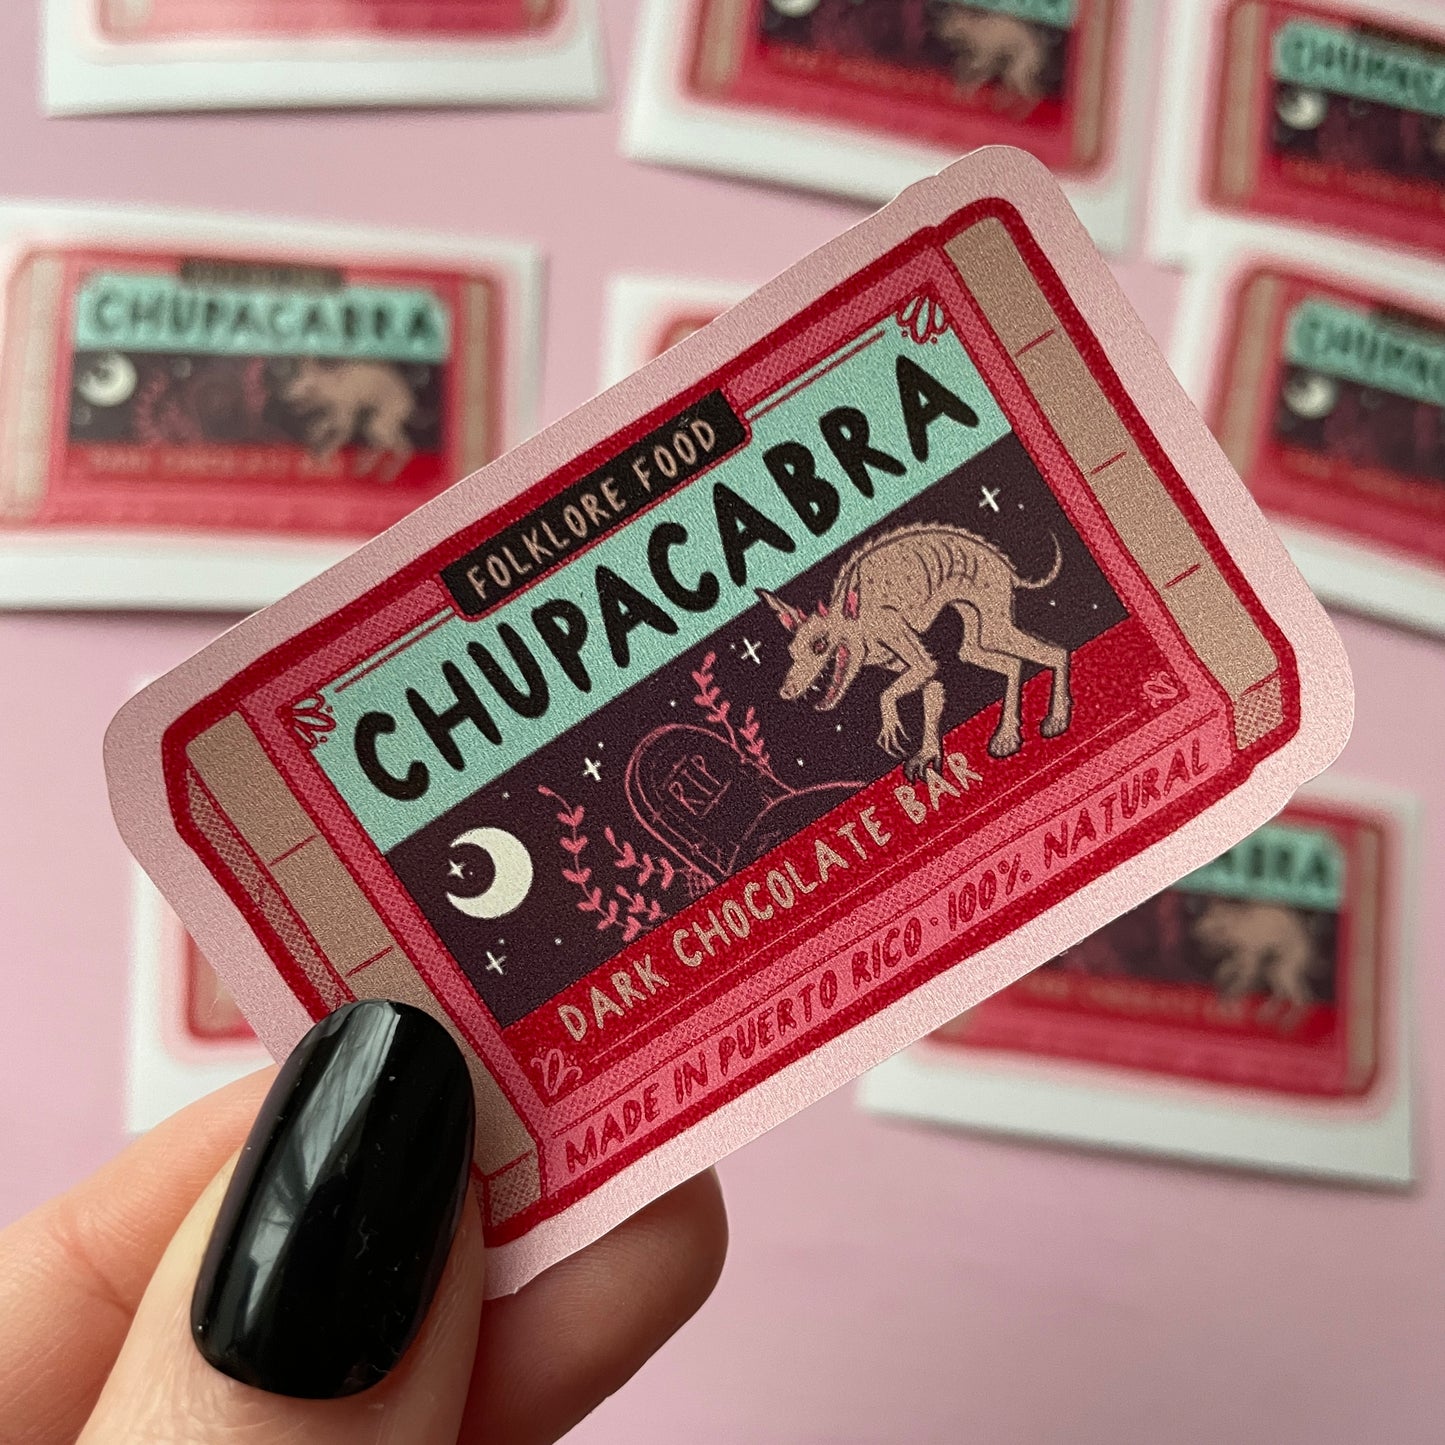 FOLKLORE FOOD
CHUPACABRA
RIP
DARK CHOCOLATE BAR
MADE IN PUERTO RICO · 100% NATURAL
CHUPACABRA